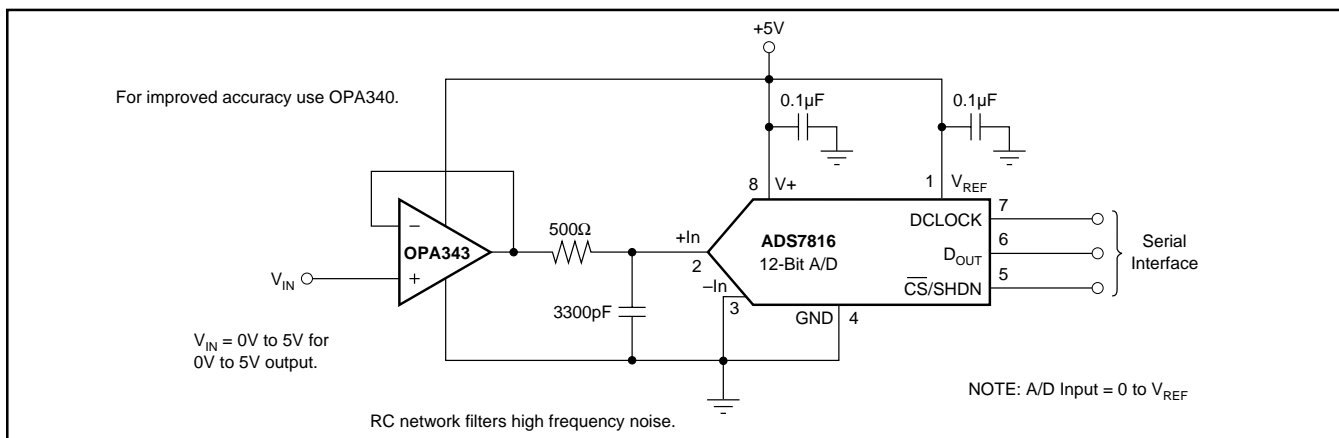 +5V
For improved accuracy use OPA340.
0.1µF
0.1µF
8
V+
1
VREF
–
OPA343
+
VIN
500Ω
3300pF
+In
2
–In
3
ADS7816
12-Bit A/D
GND
4
DCLOCK
7
DOUT
6
CS/SHDN
5
Serial
Interface
VIN = 0V to 5V for
0V to 5V output.
NOTE: A/D Input = 0 to VREF
RC network filters high frequency noise.